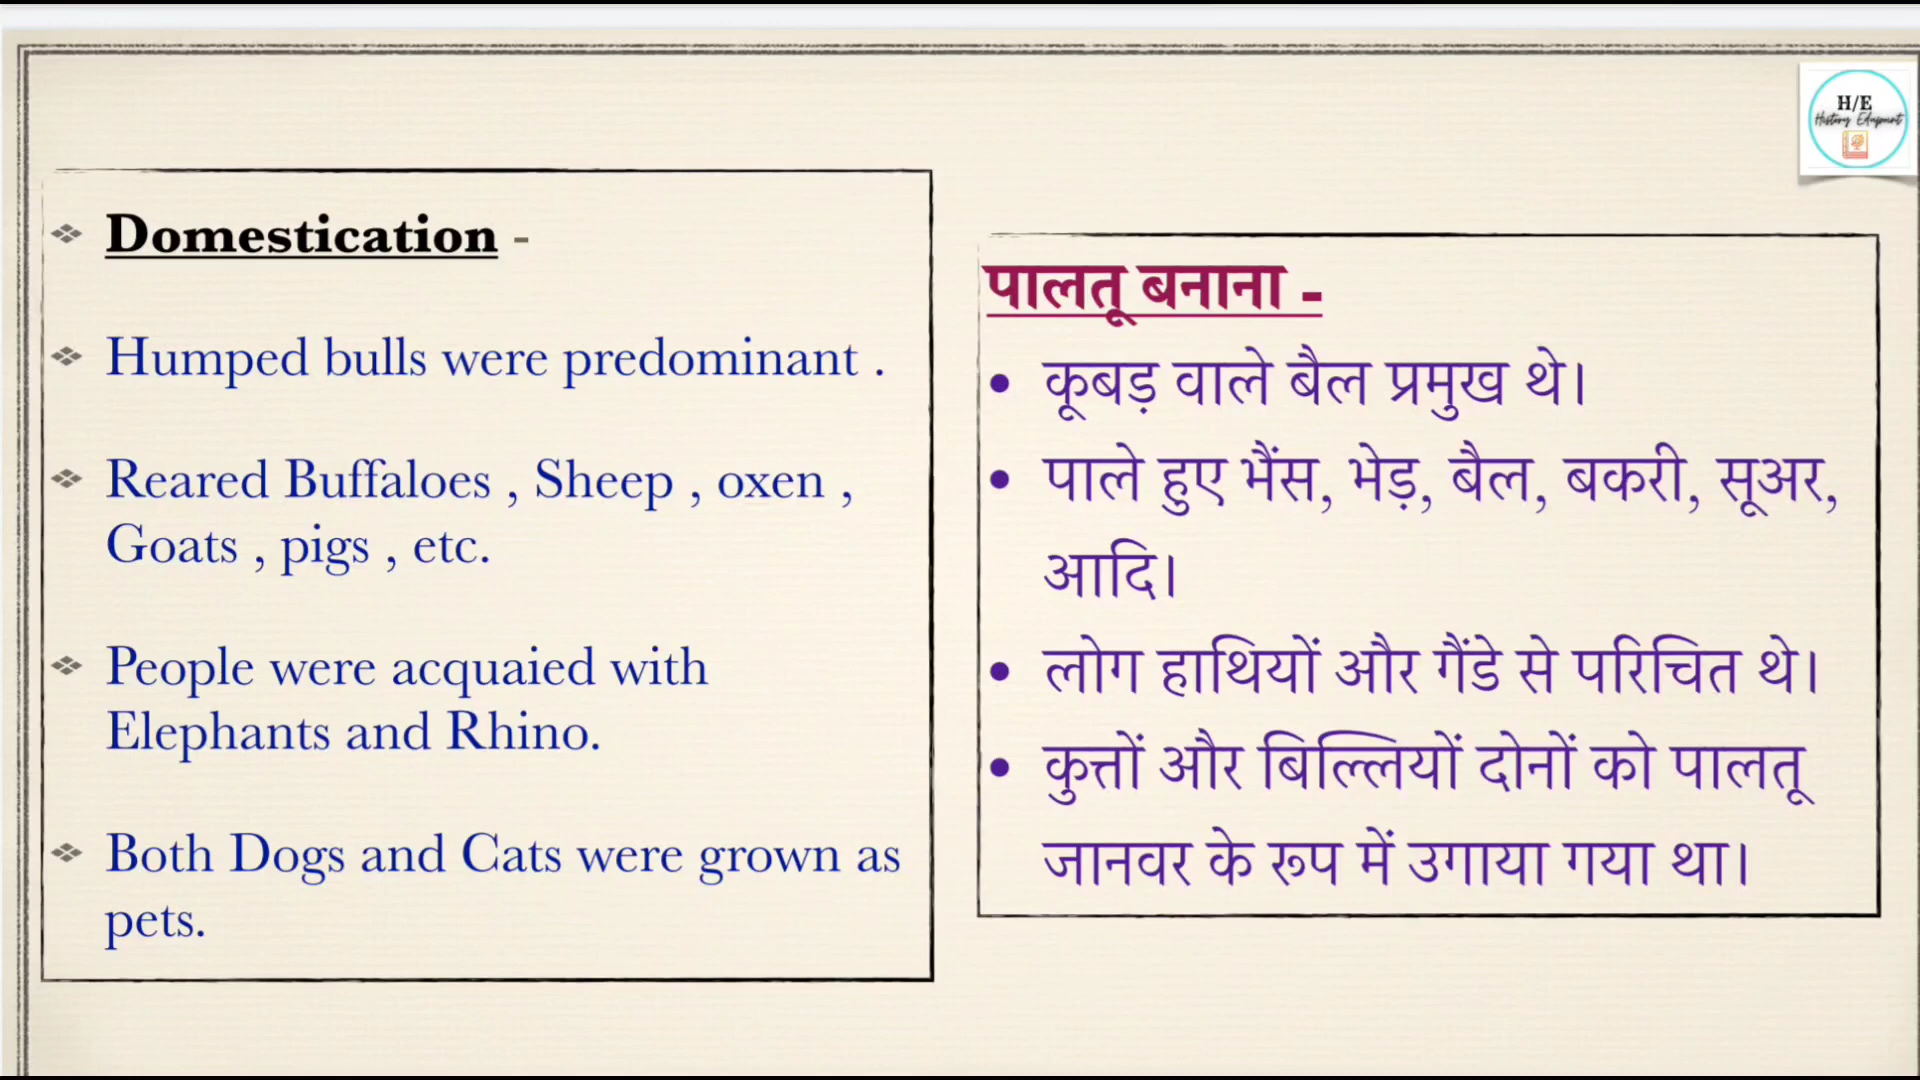 H/E
History Edupoint
Domestication -
Humped bulls were predominant .
Reared Buffaloes , Sheep , oxen ,
Goats , pigs , etc.
People were acquaied with
Elephants and Rhino.
Both Dogs and Cats were grown as
pets.
पालतू बनाना -
कूबड़ वाले बैल प्रमुख थे।
पाले हुए भैंस, भेड़, बैल, बकरी, सूअर,
आदि।
लोग हाथियों और गैंडे से परिचित थे।
कुत्तों और बिल्लियों दोनों को पालतू
जानवर के रूप में उगाया गया था।